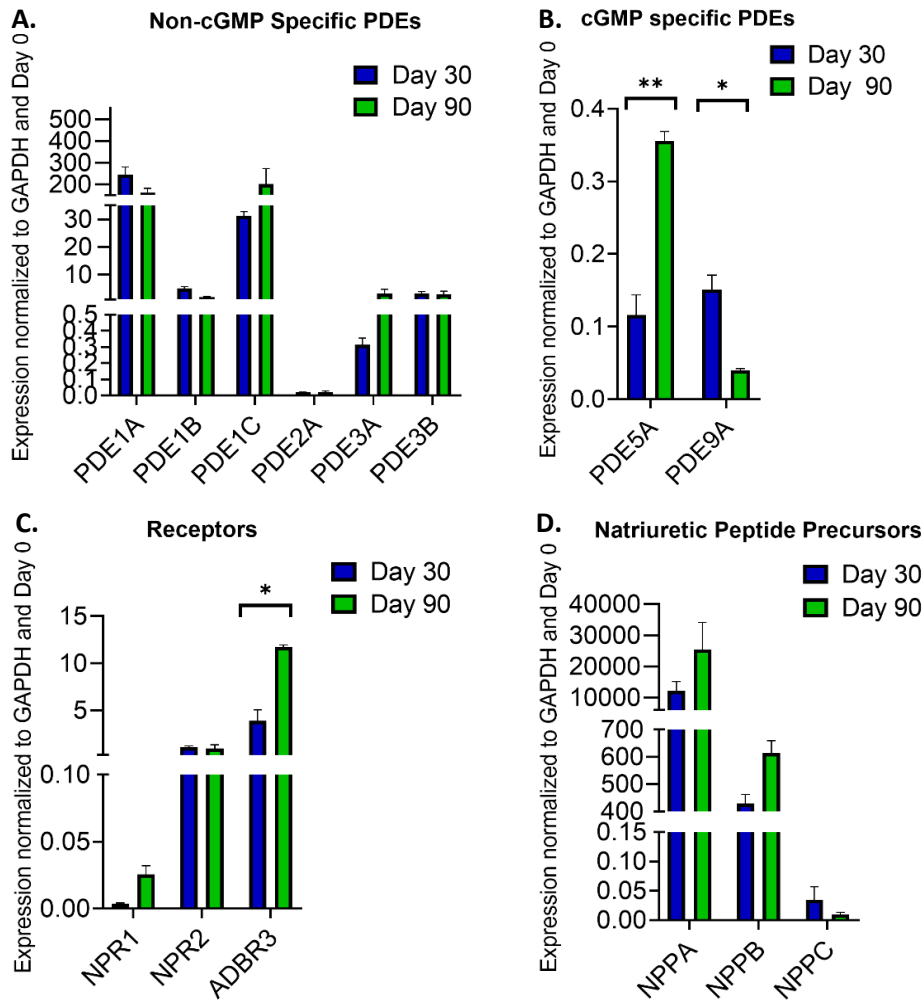 A.
Non-cGMP Specific PDEs
Expression normalized to GAPDH and Day 0
Day 30
Day 90
500
400
300
200
30
20
10
0.5
0.4
0.3
0.2
0.1
0.0
PDE1A
PDE1B
PDE1C
PDE2A
PDE3A
PDE3B
B.
cGMP specific PDEs
Expression normalized to GAPDH and Day 0
Day 30
Day 90
**
*
0.4
0.3
0.2
0.1
0.0
PDE5A
PDE9A
C.
Receptors
Expression normalized to GAPDH and Day 0
Day 30
Day 90
*
15
10
5
0.10
0.05
0.00
NPR1
NPR2
ADBR3
D.
Natriuretic Peptide Precursors
Expression normalized to GAPDH and Day 0
Day 30
Day 90
40000
30000
20000
10000
700
600
500
400
0.15
0.10
0.05
0.00
NPPA
NPPB
NPPC